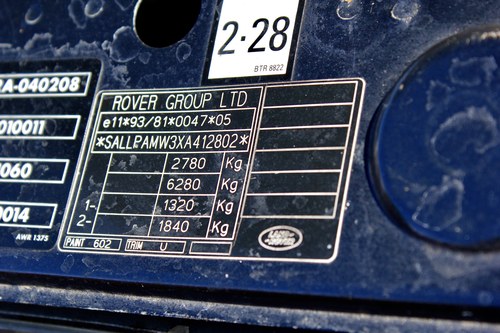 2·28
BTR 8822
2A-040208
010011
060
0014
AWR 1375
ROVER GROUP LTD
e11*93/81*0047*05
*SALLPAMW3XA412802*
2780 Kg
6280 Kg
1- 1320 Kg
2- 1840 Kg
PAINT 602 TRIM U
LAND ROVER